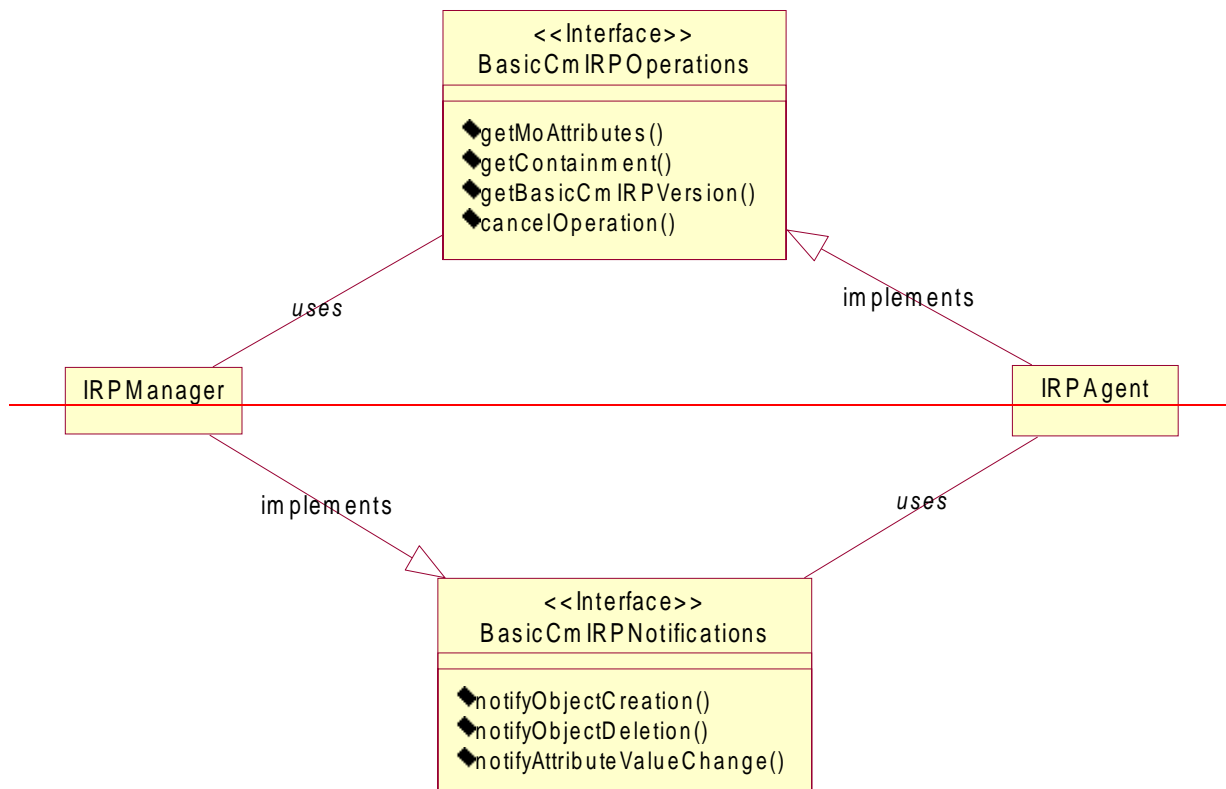 <<Interface>>
BasicCmIRPOperations
getMoAttributes()
getContainment()
getBasicCmIRPVersion()
cancelOperation()
uses
implements
IRPManager
IRPAgent
implements
uses
<<Interface>>
BasicCmIRPNotifications
notifyObjectCreation()
notifyObjectDeletion()
notifyAttributeValueChange()